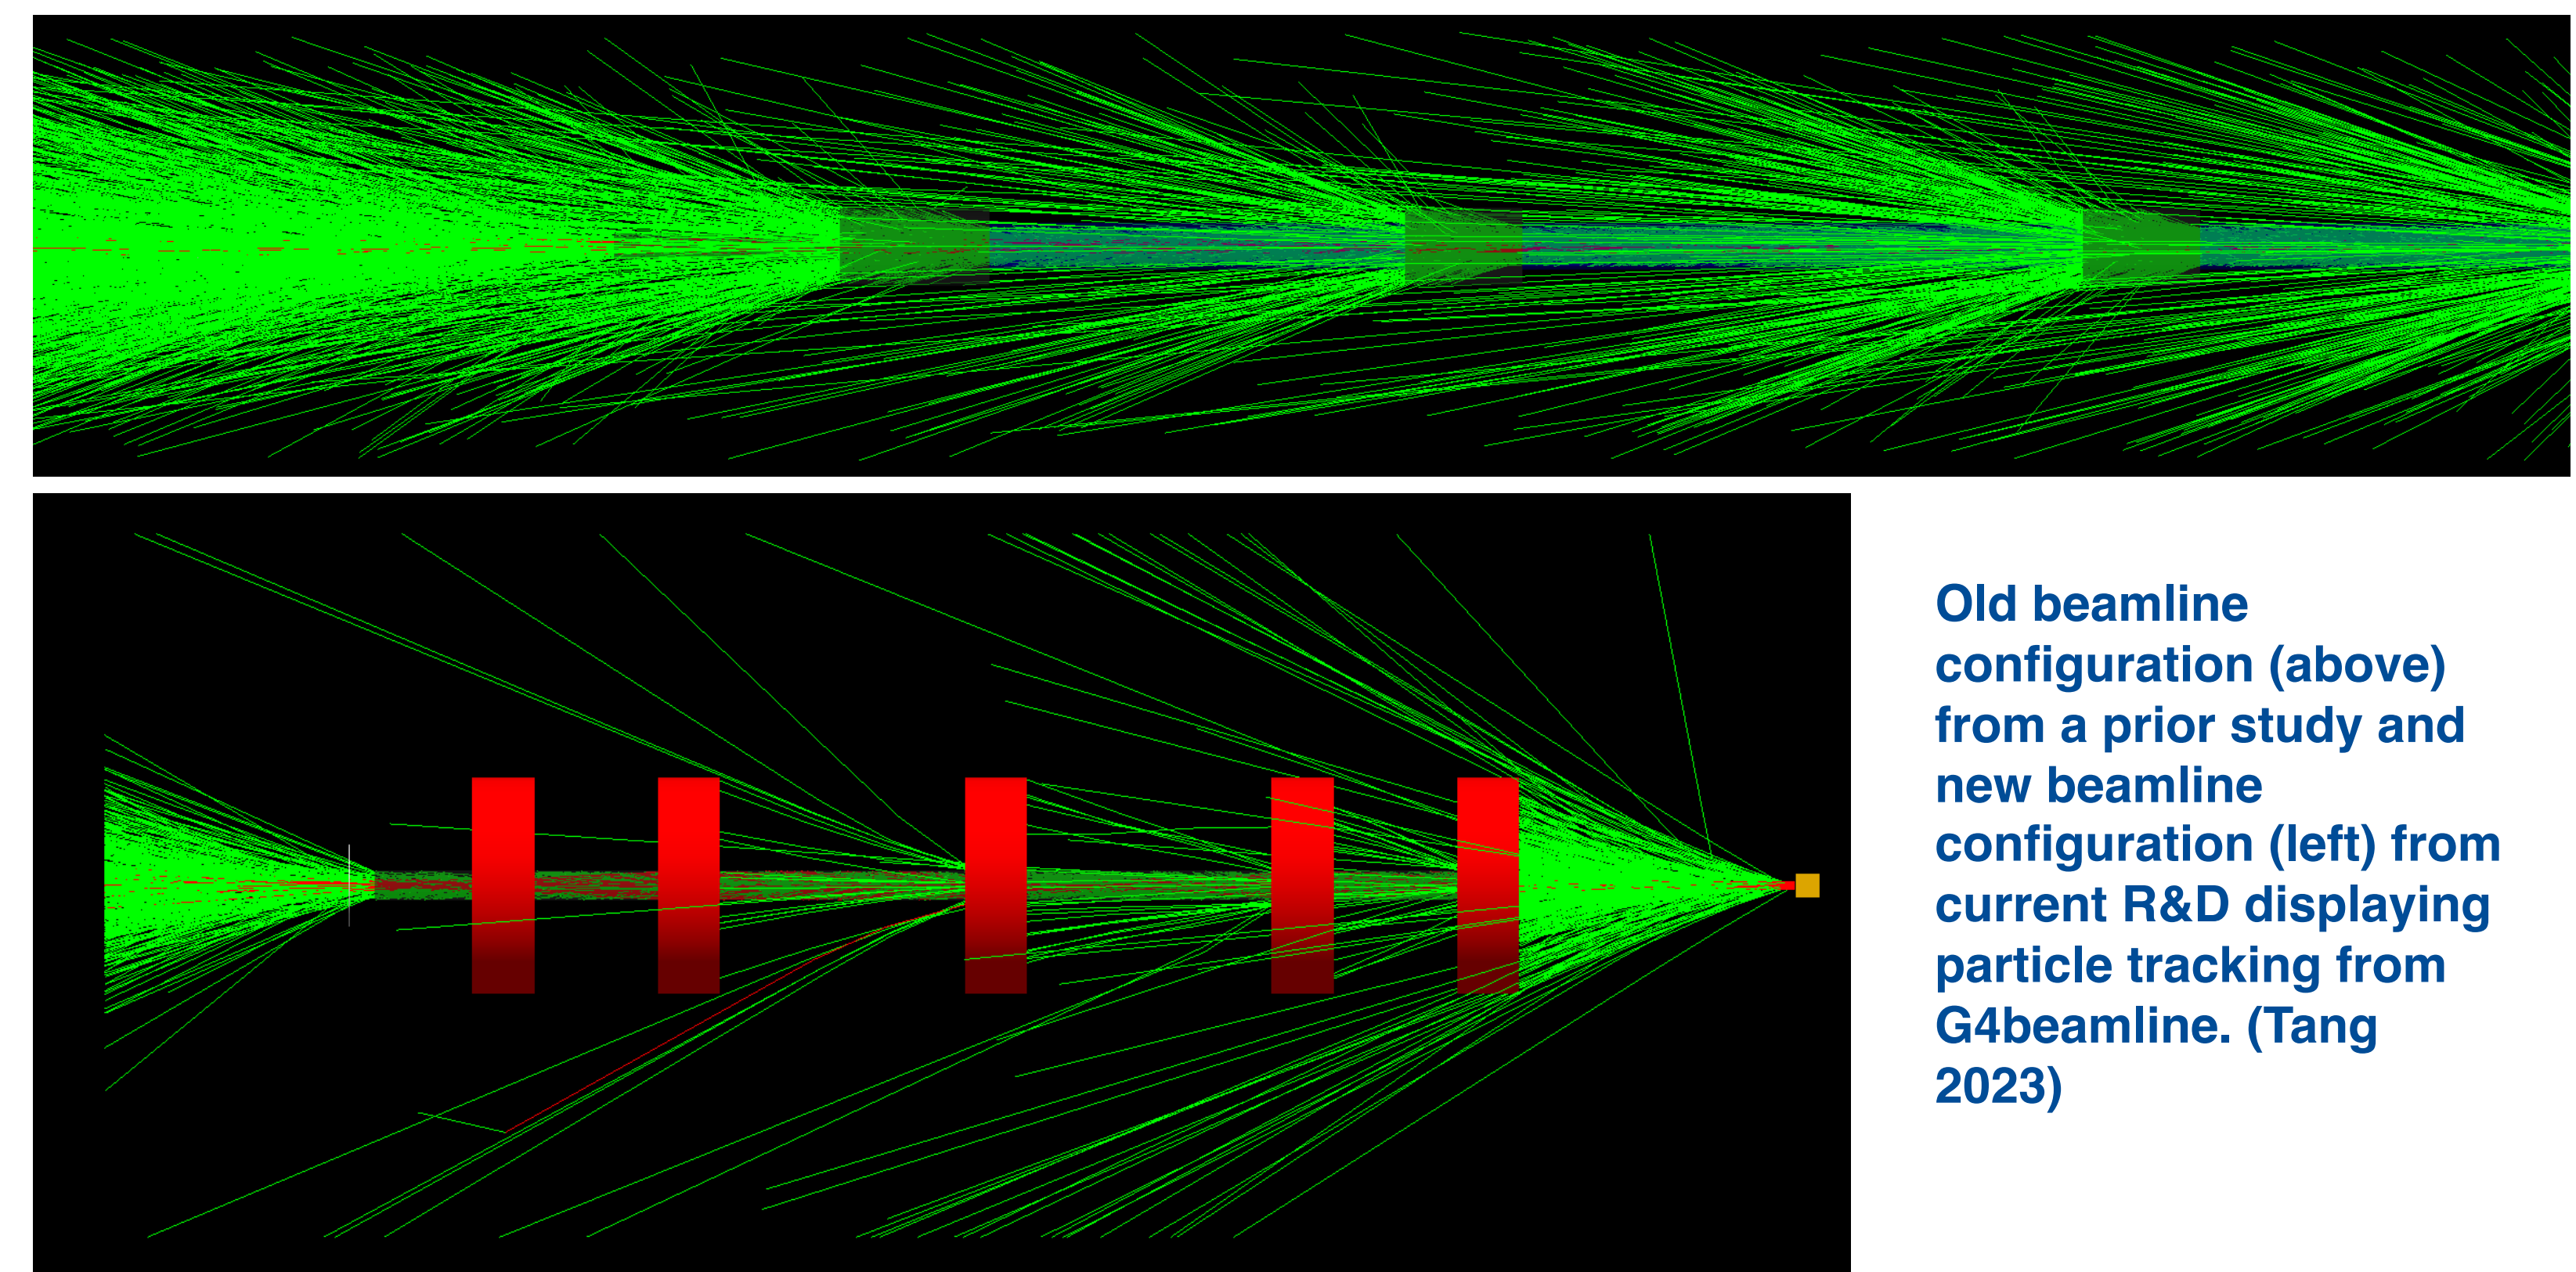 Old beamline
configuration (above)
from a prior study and
new beamline
configuration (left) from
current R&D displaying
particle tracking from
G4beamline. (Tang
2023)